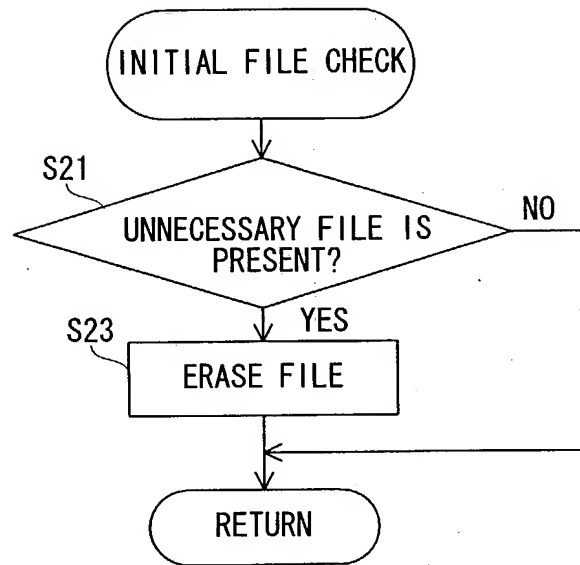 INITIAL FILE CHECK
S21
UNNECESSARY FILE IS
PRESENT?
NO
YES
S23
ERASE FILE
RETURN